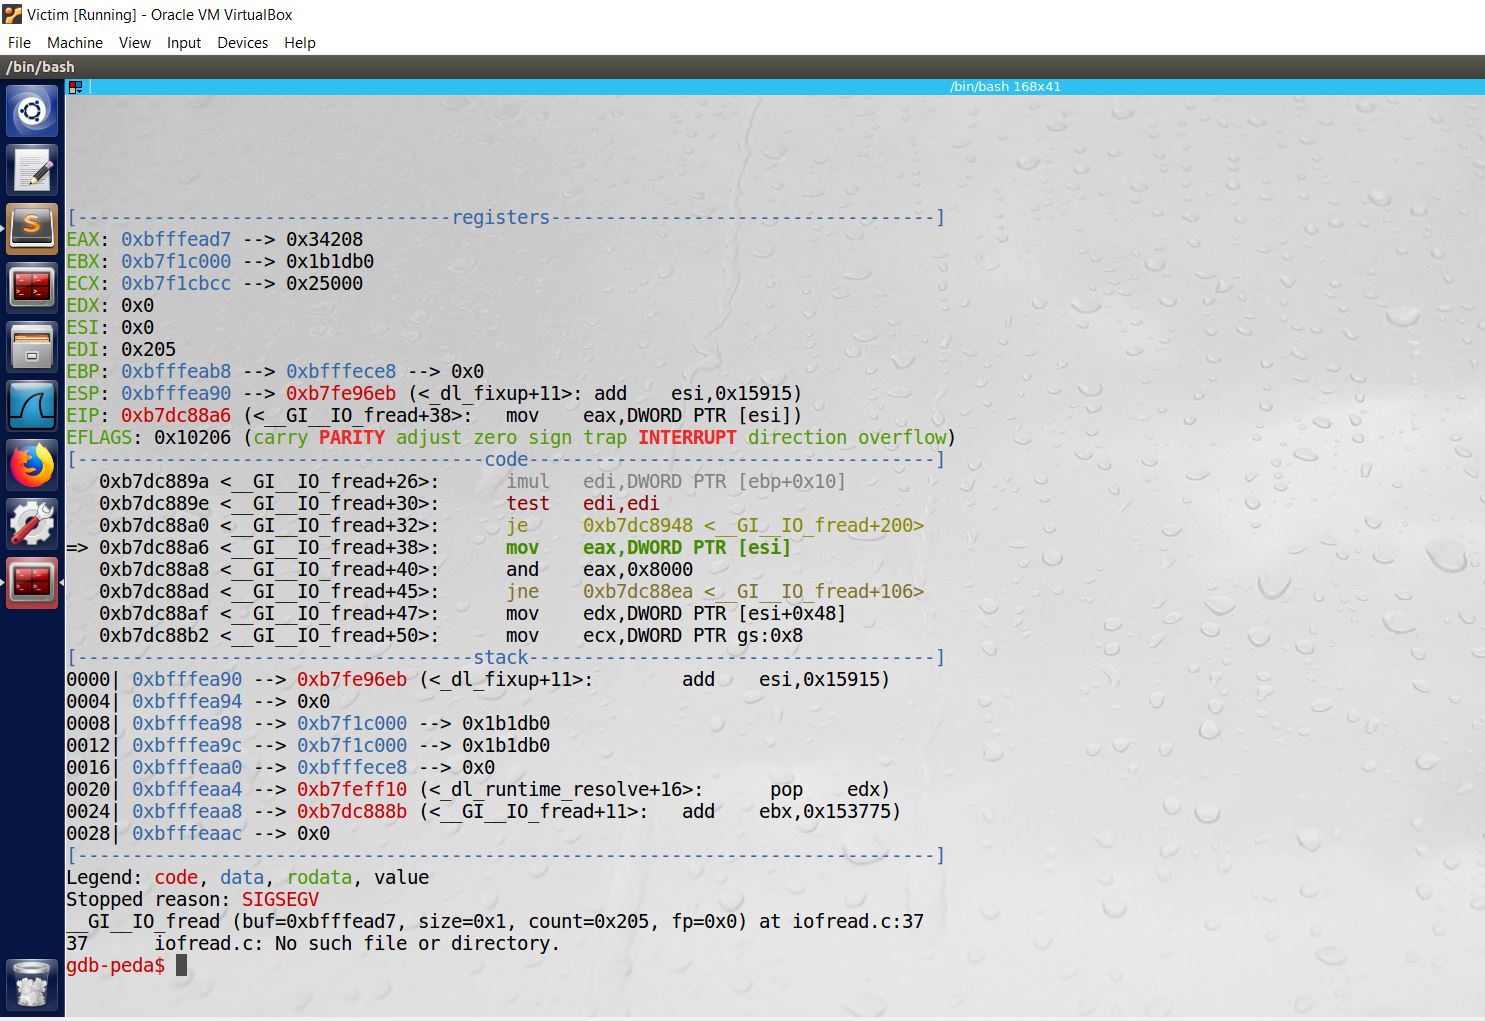 Victim [Running] - Oracle VM VirtualBox
File Machine View Input Devices Help
/bin/bash
/bin/bash 168x41
[----------------------------------registers-----------------------------------]
EAX: 0xbfffead7 --> 0x34208
EBX: 0xb7f1c000 --> 0x1b1db0
ECX: 0xb7f1cbcc --> 0x25000
EDX: 0x0
ESI: 0x0
EDI: 0x205
EBP: 0xbfffeab8 --> 0xbfffece8 --> 0x0
ESP: 0xbfffea90 --> 0xb7fe96eb (<_dl_fixup+11>: add esi,0x15915)
EIP: 0xb7dc88a6 (<__GI__IO_fread+38>: mov eax,DWORD PTR [esi])
EFLAGS: 0x10206 (carry PARITY adjust zero sign trap INTERRUPT direction overflow)
[-------------------------------------code-------------------------------------]
0xb7dc889a <__GI__IO_fread+26>: imul edi,DWORD PTR [ebp+0x10]
0xb7dc889e <__GI__IO_fread+30>: test edi,edi
0xb7dc88a0 <__GI__IO_fread+32>: je 0xb7dc8948 <__GI__IO_fread+200>
=> 0xb7dc88a6 <__GI__IO_fread+38>: mov eax,DWORD PTR [esi]
0xb7dc88a8 <__GI__IO_fread+40>: and eax,0x8000
0xb7dc88ad <__GI__IO_fread+45>: jne 0xb7dc88ea <__GI__IO_fread+106>
0xb7dc88af <__GI__IO_fread+47>: mov edx,DWORD PTR [esi+0x48]
0xb7dc88b2 <__GI__IO_fread+50>: mov ecx,DWORD PTR gs:0x8
[------------------------------------stack-------------------------------------]
0000| 0xbfffea90 --> 0xb7fe96eb (<_dl_fixup+11>: add esi,0x15915)
0004| 0xbfffea94 --> 0x0
0008| 0xbfffea98 --> 0xb7f1c000 --> 0x1b1db0
0012| 0xbfffea9c --> 0xb7f1c000 --> 0x1b1db0
0016| 0xbfffeaa0 --> 0xbfffece8 --> 0x0
0020| 0xbfffeaa4 --> 0xb7feff10 (<_dl_runtime_resolve+16>: pop edx)
0024| 0xbfffeaa8 --> 0xb7dc888b (<__GI__IO_fread+11>: add ebx,0x153775)
0028| 0xbfffeaac --> 0x0
[------------------------------------------------------------------------------]
Legend: code, data, rodata, value
Stopped reason: SIGSEGV
__GI__IO_fread (buf=0xbfffead7, size=0x1, count=0x205, fp=0x0) at iofread.c:37
37 iofread.c: No such file or directory.
gdb-peda$